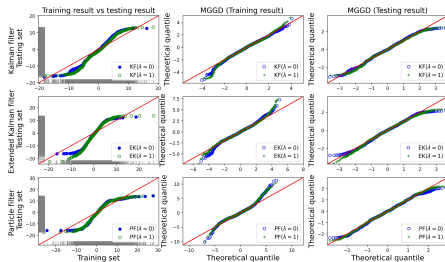 Training result vs testing result
MGGD (Training result)
MGGD (Testing result)
Kalman filter
Testing set
Theoretical quantile
Theoretical quantile
KF(λ = 0)
KF(λ = 1)
KF(λ = 0)
KF(λ = 1)
KF(λ = 0)
KF(λ = 1)
Extended Kalman filter
Testing set
Theoretical quantile
Theoretical quantile
EK(λ = 0)
EK(λ = 1)
EK(λ = 0)
EK(λ = 1)
EK(λ = 0)
EK(λ = 1)
Particle filter
Testing set
Theoretical quantile
Theoretical quantile
PF(λ = 0)
PF(λ = 1)
PF(λ = 0)
PF(λ = 1)
PF(λ = 0)
PF(λ = 1)
Training set
Theoretical quantile
Theoretical quantile